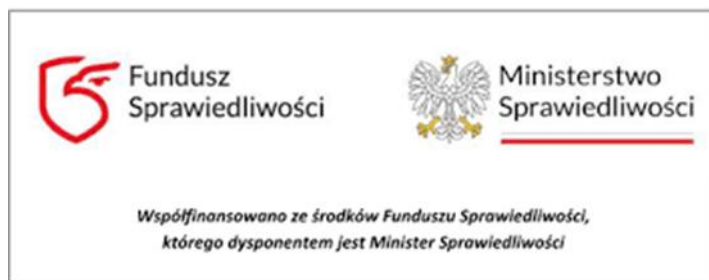 Fundusz
Sprawiedliwości
Ministerstwo
Sprawiedliwości
Współfinansowano ze środków Funduszu Sprawiedliwości,
którego dysponentem jest Minister Sprawiedliwości